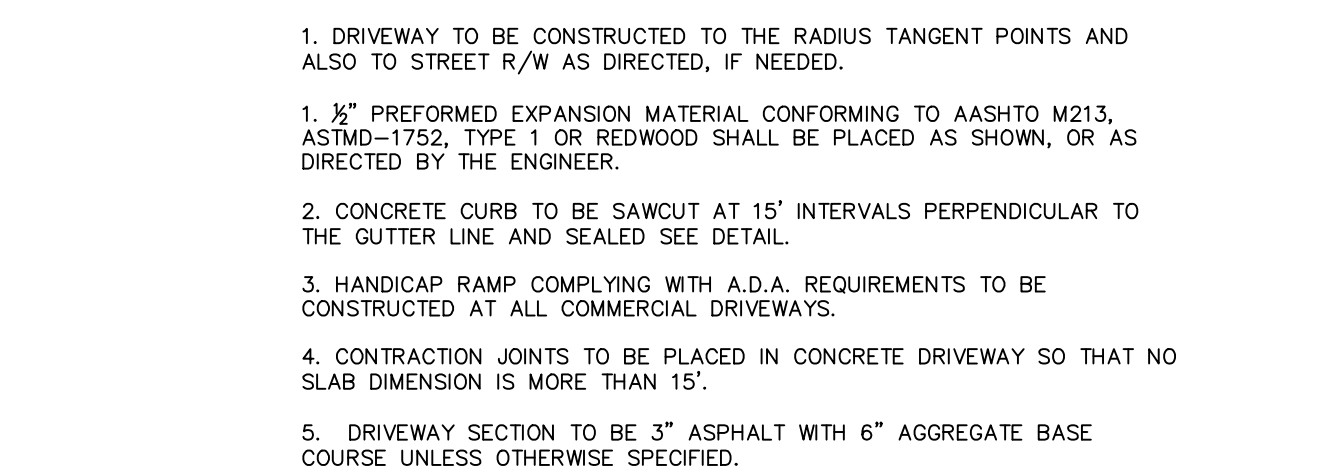 1. DRIVEWAY TO BE CONSTRUCTED TO THE RADIUS TANGENT POINTS AND
ALSO TO STREET R/W AS DIRECTED, IF NEEDED.
1. ½" PREFORMED EXPANSION MATERIAL CONFORMING TO AASHTO M213,
ASTMD–1752, TYPE 1 OR REDWOOD SHALL BE PLACED AS SHOWN, OR AS
DIRECTED BY THE ENGINEER.
2. CONCRETE CURB TO BE SAWCUT AT 15' INTERVALS PERPENDICULAR TO
THE GUTTER LINE AND SEALED SEE DETAIL.
3. HANDICAP RAMP COMPLYING WITH A.D.A. REQUIREMENTS TO BE
CONSTRUCTED AT ALL COMMERCIAL DRIVEWAYS.
4. CONTRACTION JOINTS TO BE PLACED IN CONCRETE DRIVEWAY SO THAT NO
SLAB DIMENSION IS MORE THAN 15'.
5. DRIVEWAY SECTION TO BE 3" ASPHALT WITH 6" AGGREGATE BASE
COURSE UNLESS OTHERWISE SPECIFIED.